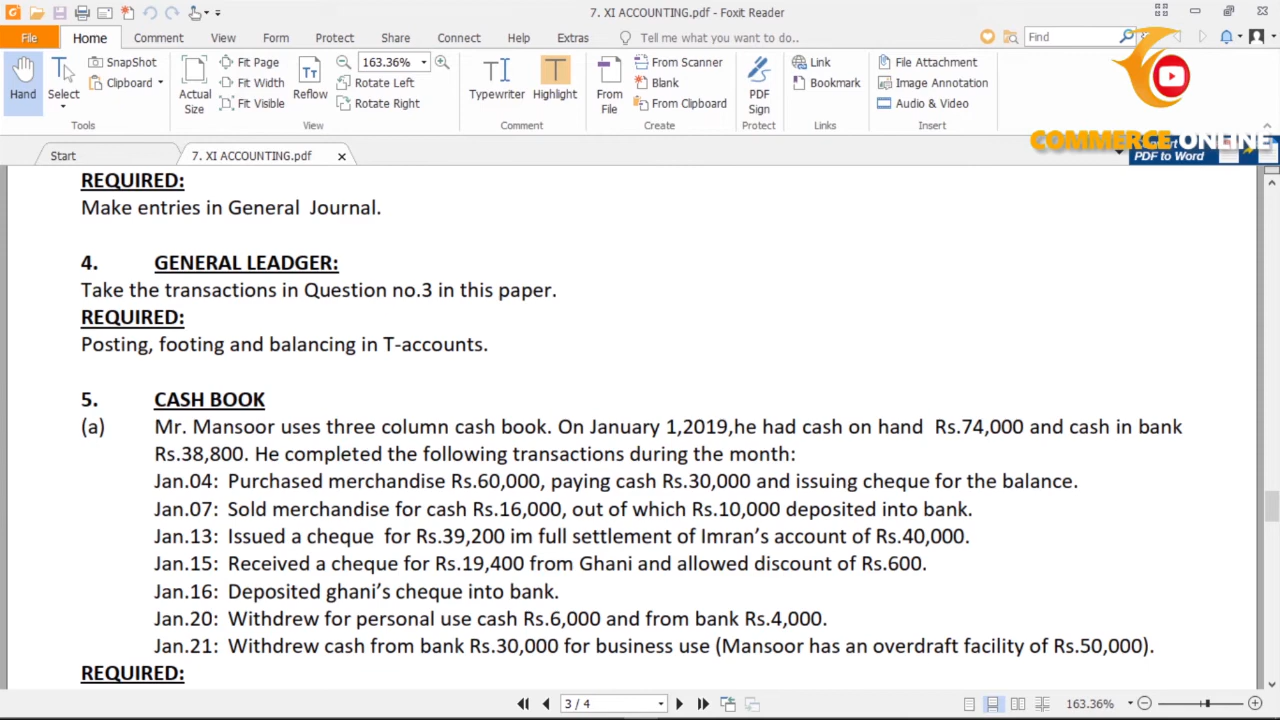 7. XI ACCOUNTING.pdf - Foxit Reader
File Home Comment View Form Protect Share Connect Help Extras Tell me what you want to do.. Find
Hand
Select
SnapShot
Clipboard
Tools
Actual Size
Fit Page
Fit Width
Fit Visible
Reflow
163.36%
Rotate Left
Rotate Right
View
Typewriter
Highlight
Comment
From File
From Scanner
Blank
From Clipboard
Create
PDF Sign
Protect
Link
Bookmark
Links
File Attachment
Image Annotation
Audio & Video
Insert
COMMERCE ONLINE
PDF to Word
Start
7. XI ACCOUNTING.pdf
REQUIRED:
Make entries in General Journal.
4. GENERAL LEADGER:
Take the transactions in Question no.3 in this paper.
REQUIRED:
Posting, footing and balancing in T-accounts.
5. CASH BOOK
(a) Mr. Mansoor uses three column cash book. On January 1,2019,he had cash on hand Rs.74,000 and cash in bank
Rs.38,800. He completed the following transactions during the month:
Jan.04: Purchased merchandise Rs.60,000, paying cash Rs.30,000 and issuing cheque for the balance.
Jan.07: Sold merchandise for cash Rs.16,000, out of which Rs.10,000 deposited into bank.
Jan.13: Issued a cheque for Rs.39,200 im full settlement of Imran's account of Rs.40,000.
Jan.15: Received a cheque for Rs.19,400 from Ghani and allowed discount of Rs.600.
Jan.16: Deposited ghani's cheque into bank.
Jan.20: Withdrew for personal use cash Rs.6,000 and from bank Rs.4,000.
Jan.21: Withdrew cash from bank Rs.30,000 for business use (Mansoor has an overdraft facility of Rs.50,000).
REQUIRED:
3 / 4
163.36%